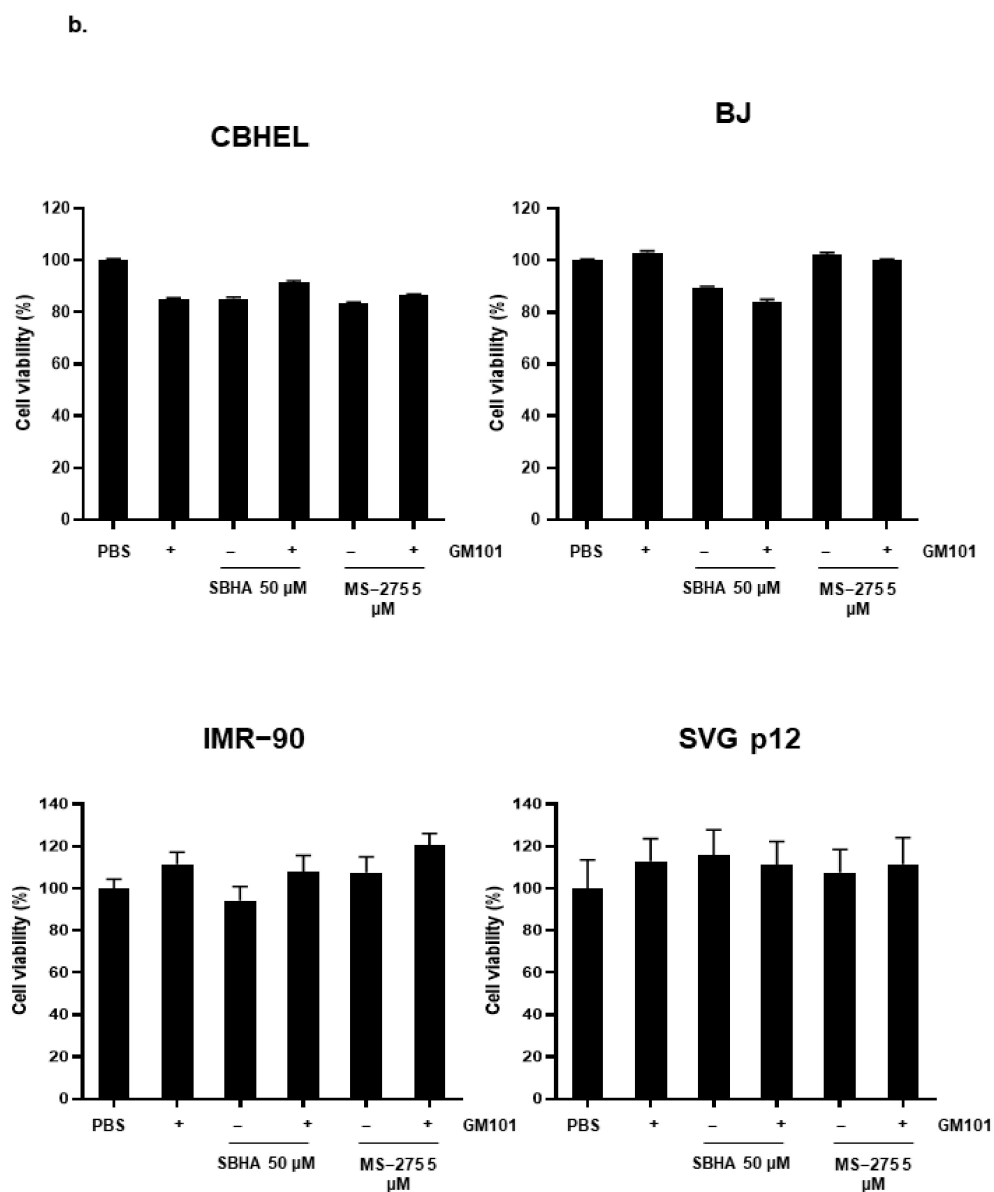 b.
CBHEL
Cell viability (%)
120
100
80
60
40
20
0
PBS + − + − + GM101
SBHA 50 µM MS−275 5
µM
BJ
Cell viability (%)
120
100
80
60
40
20
0
PBS + − + − + GM101
SBHA 50 µM MS−275 5
µM
IMR−90
Cell viability (%)
140
120
100
80
60
40
20
0
PBS + − + − + GM101
SBHA 50 µM MS−275 5
µM
SVG p12
Cell viability (%)
140
120
100
80
60
40
20
0
PBS + − + − + GM101
SBHA 50 µM MS−275 5
µM